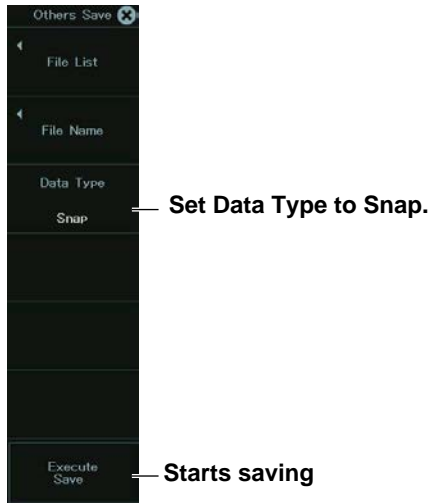 Others Save
File List
File Name
Data Type
Snap
Set Data Type to Snap.
Execute
Save
Starts saving